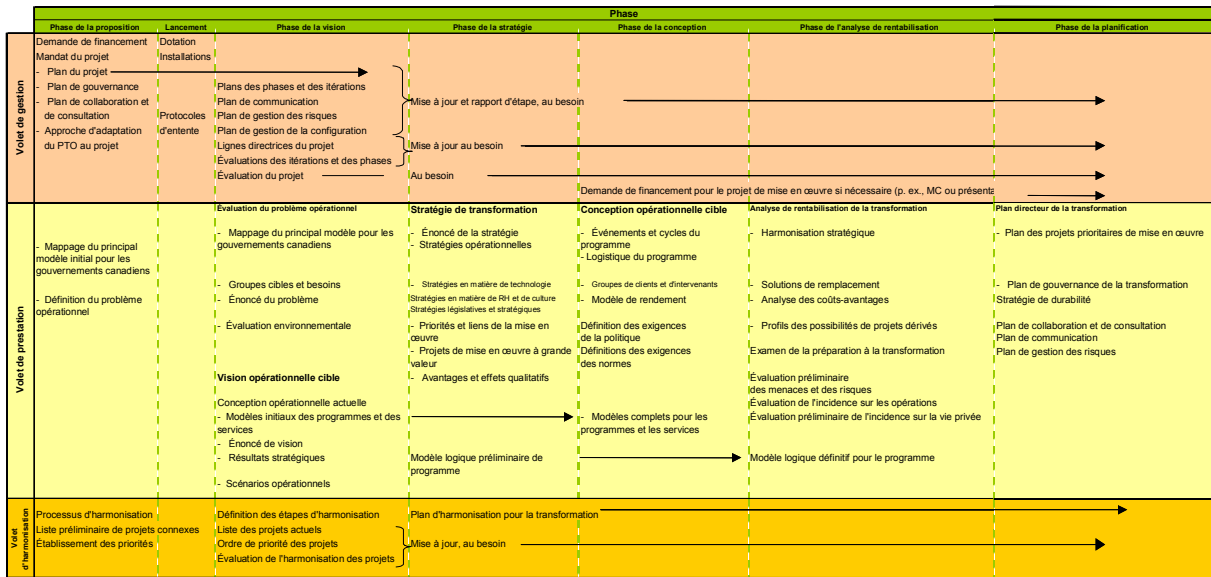 Phase
Phase de la proposition
Lancement
Phase de la vision
Phase de la stratégie
Phase de la conception
Phase de l'analyse de rentabilisation
Phase de la planification
Volet de gestion
Demande de financement
Mandat du projet
- Plan du projet
- Plan de gouvernance
- Plan de collaboration et
de consultation
- Approche d'adaptation
du PTO au projet
Dotation
Installations
Protocoles
d'entente
Plans des phases et des itérations
Plan de communication
Plan de gestion des risques
Plan de gestion de la configuration
Lignes directrices du projet
Évaluations des itérations et des phases
Évaluation du projet
Mise à jour et rapport d'étape, au besoin
Mise à jour au besoin
Au besoin
Demande de financement pour le projet de mise en œuvre si nécessaire (p. ex., MC ou présenta
Volet de prestation
- Mappage du principal
modèle initial pour les
gouvernements canadiens
- Définition du problème
opérationnel
Évaluation du problème opérationnel
- Mappage du principal modèle pour les
gouvernements canadiens
- Groupes cibles et besoins
- Énoncé du problème
- Évaluation environnementale
Vision opérationnelle cible
Conception opérationnelle actuelle
- Modèles initiaux des programmes et des
services
- Énoncé de vision
- Résultats stratégiques
- Scénarios opérationnels
Stratégie de transformation
- Énoncé de la stratégie
- Stratégies opérationnelles
- Stratégies en matière de technologie
Stratégies en matière de RH et de culture
Stratégies législatives et stratégiques
- Priorités et liens de la mise en
œuvre
- Projets de mise en œuvre à grande
valeur
- Avantages et effets qualitatifs
Modèle logique préliminaire de
programme
Conception opérationnelle cible
- Événements et cycles du
programme
- Logistique du programme
- Groupes de clients et d'intervenants
- Modèle de rendement
Définition des exigences
de la politique
Définitions des exigences
des normes
- Modèles complets pour les
programmes et les services
Analyse de rentabilisation de la transformation
- Harmonisation stratégique
- Solutions de remplacement
- Analyse des coûts-avantages
- Profils des possibilités de projets dérivés
Examen de la préparation à la transformation
Évaluation préliminaire
des menaces et des risques
Évaluation de l'incidence sur les opérations
Évaluation préliminaire de l'incidence sur la vie privée
Modèle logique définitif pour le programme
Plan directeur de la transformation
- Plan des projets prioritaires de mise en œuvre
- Plan de gouvernance de la transformation
Stratégie de durabilité
Plan de collaboration et de consultation
Plan de communication
Plan de gestion des risques
Volet
d'harmonisation
Processus d'harmonisation
Liste préliminaire de projets connexes
Établissement des priorités
Définition des étapes d'harmonisation
Liste des projets actuels
Ordre de priorité des projets
Évaluation de l'harmonisation des projets
Plan d'harmonisation pour la transformation
Mise à jour, au besoin